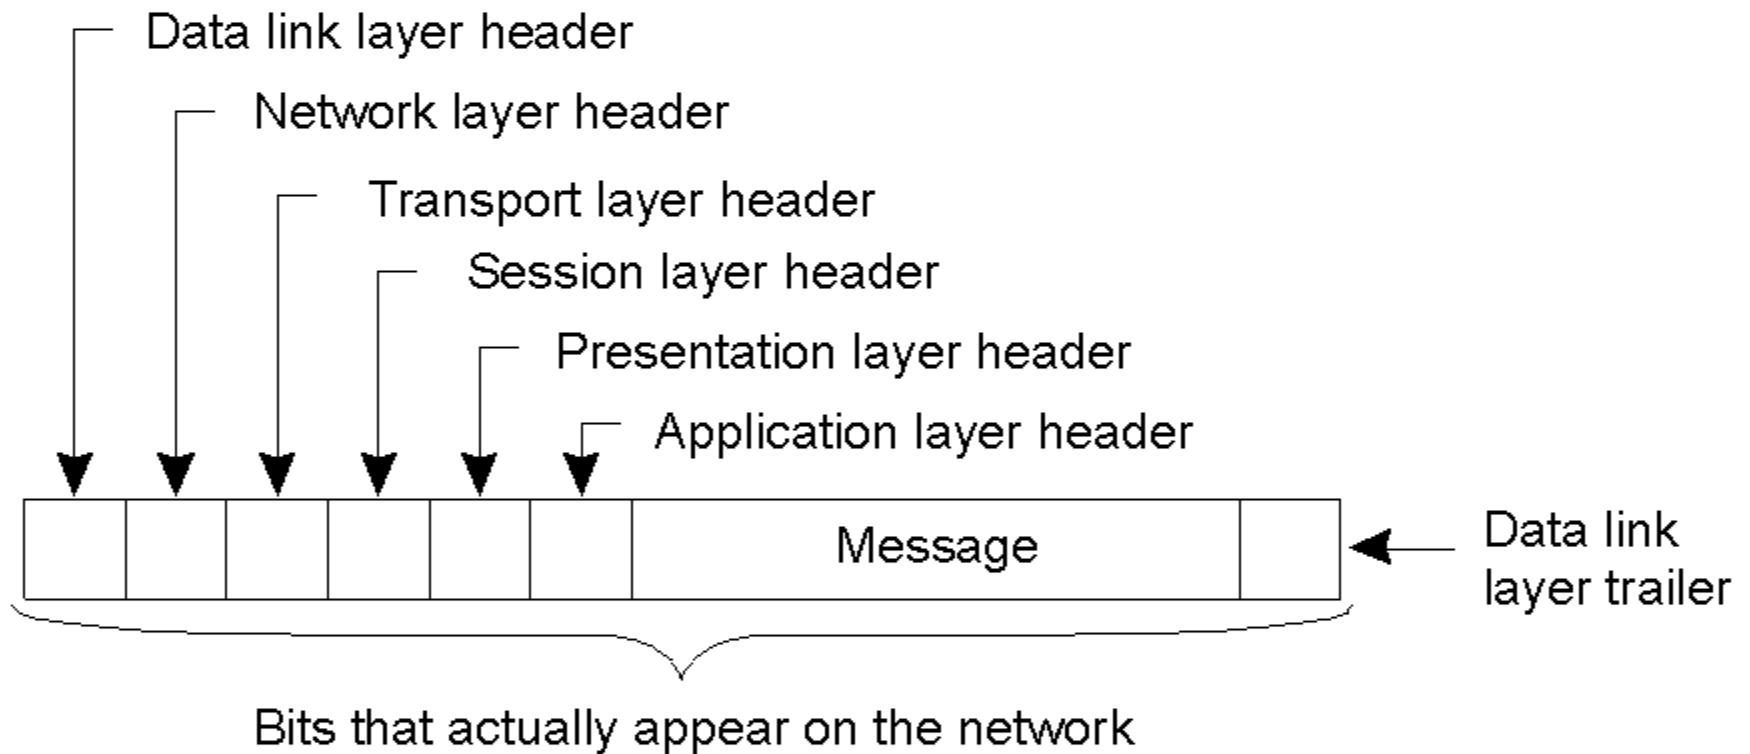 Data link layer header
Network layer header
Transport layer header
Session layer header
Presentation layer header
Application layer header
Message
Data link
layer trailer
Bits that actually appear on the network